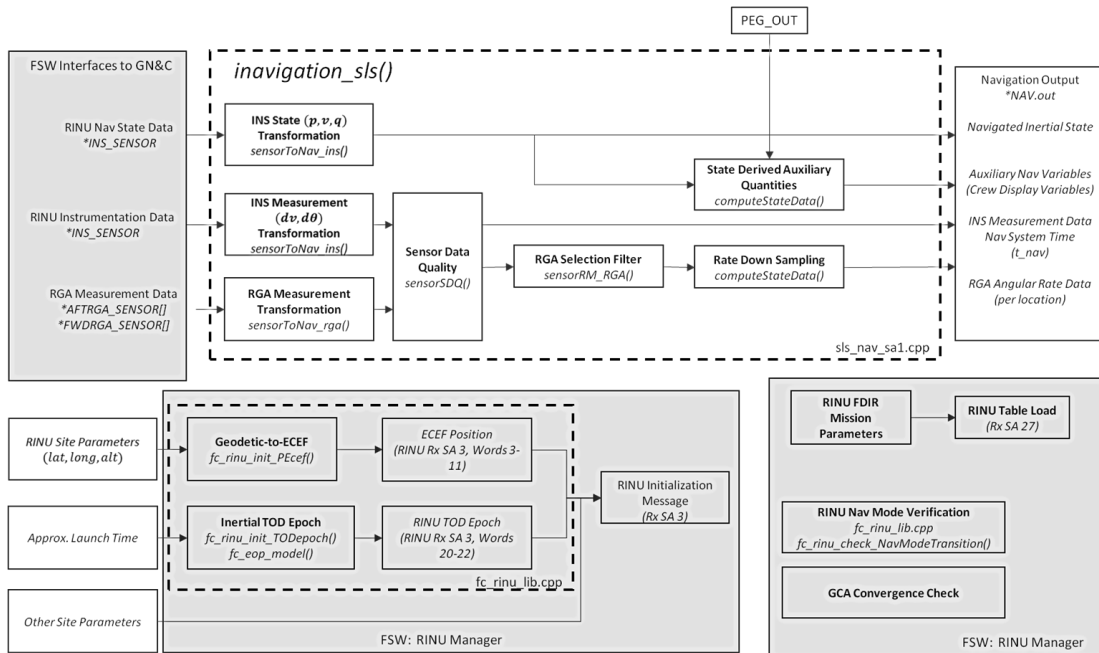 PEG_OUT
FSW Interfaces to GN&C
RINU Nav State Data
*INS_SENSOR
RINU Instrumentation Data
*INS_SENSOR
RGA Measurement Data
*AFTRGA_SENSOR[]
*FWDRGA_SENSOR[]
inavigation_sls()
INS State (p, v, q)
Transformation
sensorToNav_ins()
INS Measurement
(dv, dθ)
Transformation
sensorToNav_ins()
RGA Measurement
Transformation
sensorToNav_rga()
Sensor Data
Quality
sensorSDQ()
RGA Selection Filter
sensorRM_RGA()
State Derived Auxiliary
Quantities
computeStateData()
Rate Down Sampling
computeStateData()
sls_nav_sa1.cpp
Navigation Output
*NAV.out
Navigated Inertial State
Auxiliary Nav Variables
(Crew Display Variables)
INS Measurement Data
Nav System Time
(t_nav)
RGA Angular Rate Data
(per location)
RINU Site Parameters
(lat, long, alt)
Approx. Launch Time
Other Site Parameters
Geodetic-to-ECEF
fc_rinu_init_PEcef()
ECEF Position
(RINU Rx SA 3, Words 3-
11)
Inertial TOD Epoch
fc_rinu_init_TODepoch()
fc_eop_model()
RINU TOD Epoch
(RINU Rx SA 3, Words
20-22)
fc_rinu_lib.cpp
RINU Initialization
Message
(Rx SA 3)
FSW: RINU Manager
RINU FDIR
Mission
Parameters
RINU Table Load
(Rx SA 27)
RINU Nav Mode Verification
fc_rinu_lib.cpp
fc_rinu_check_NavModeTransition()
GCA Convergence Check
FSW: RINU Manager